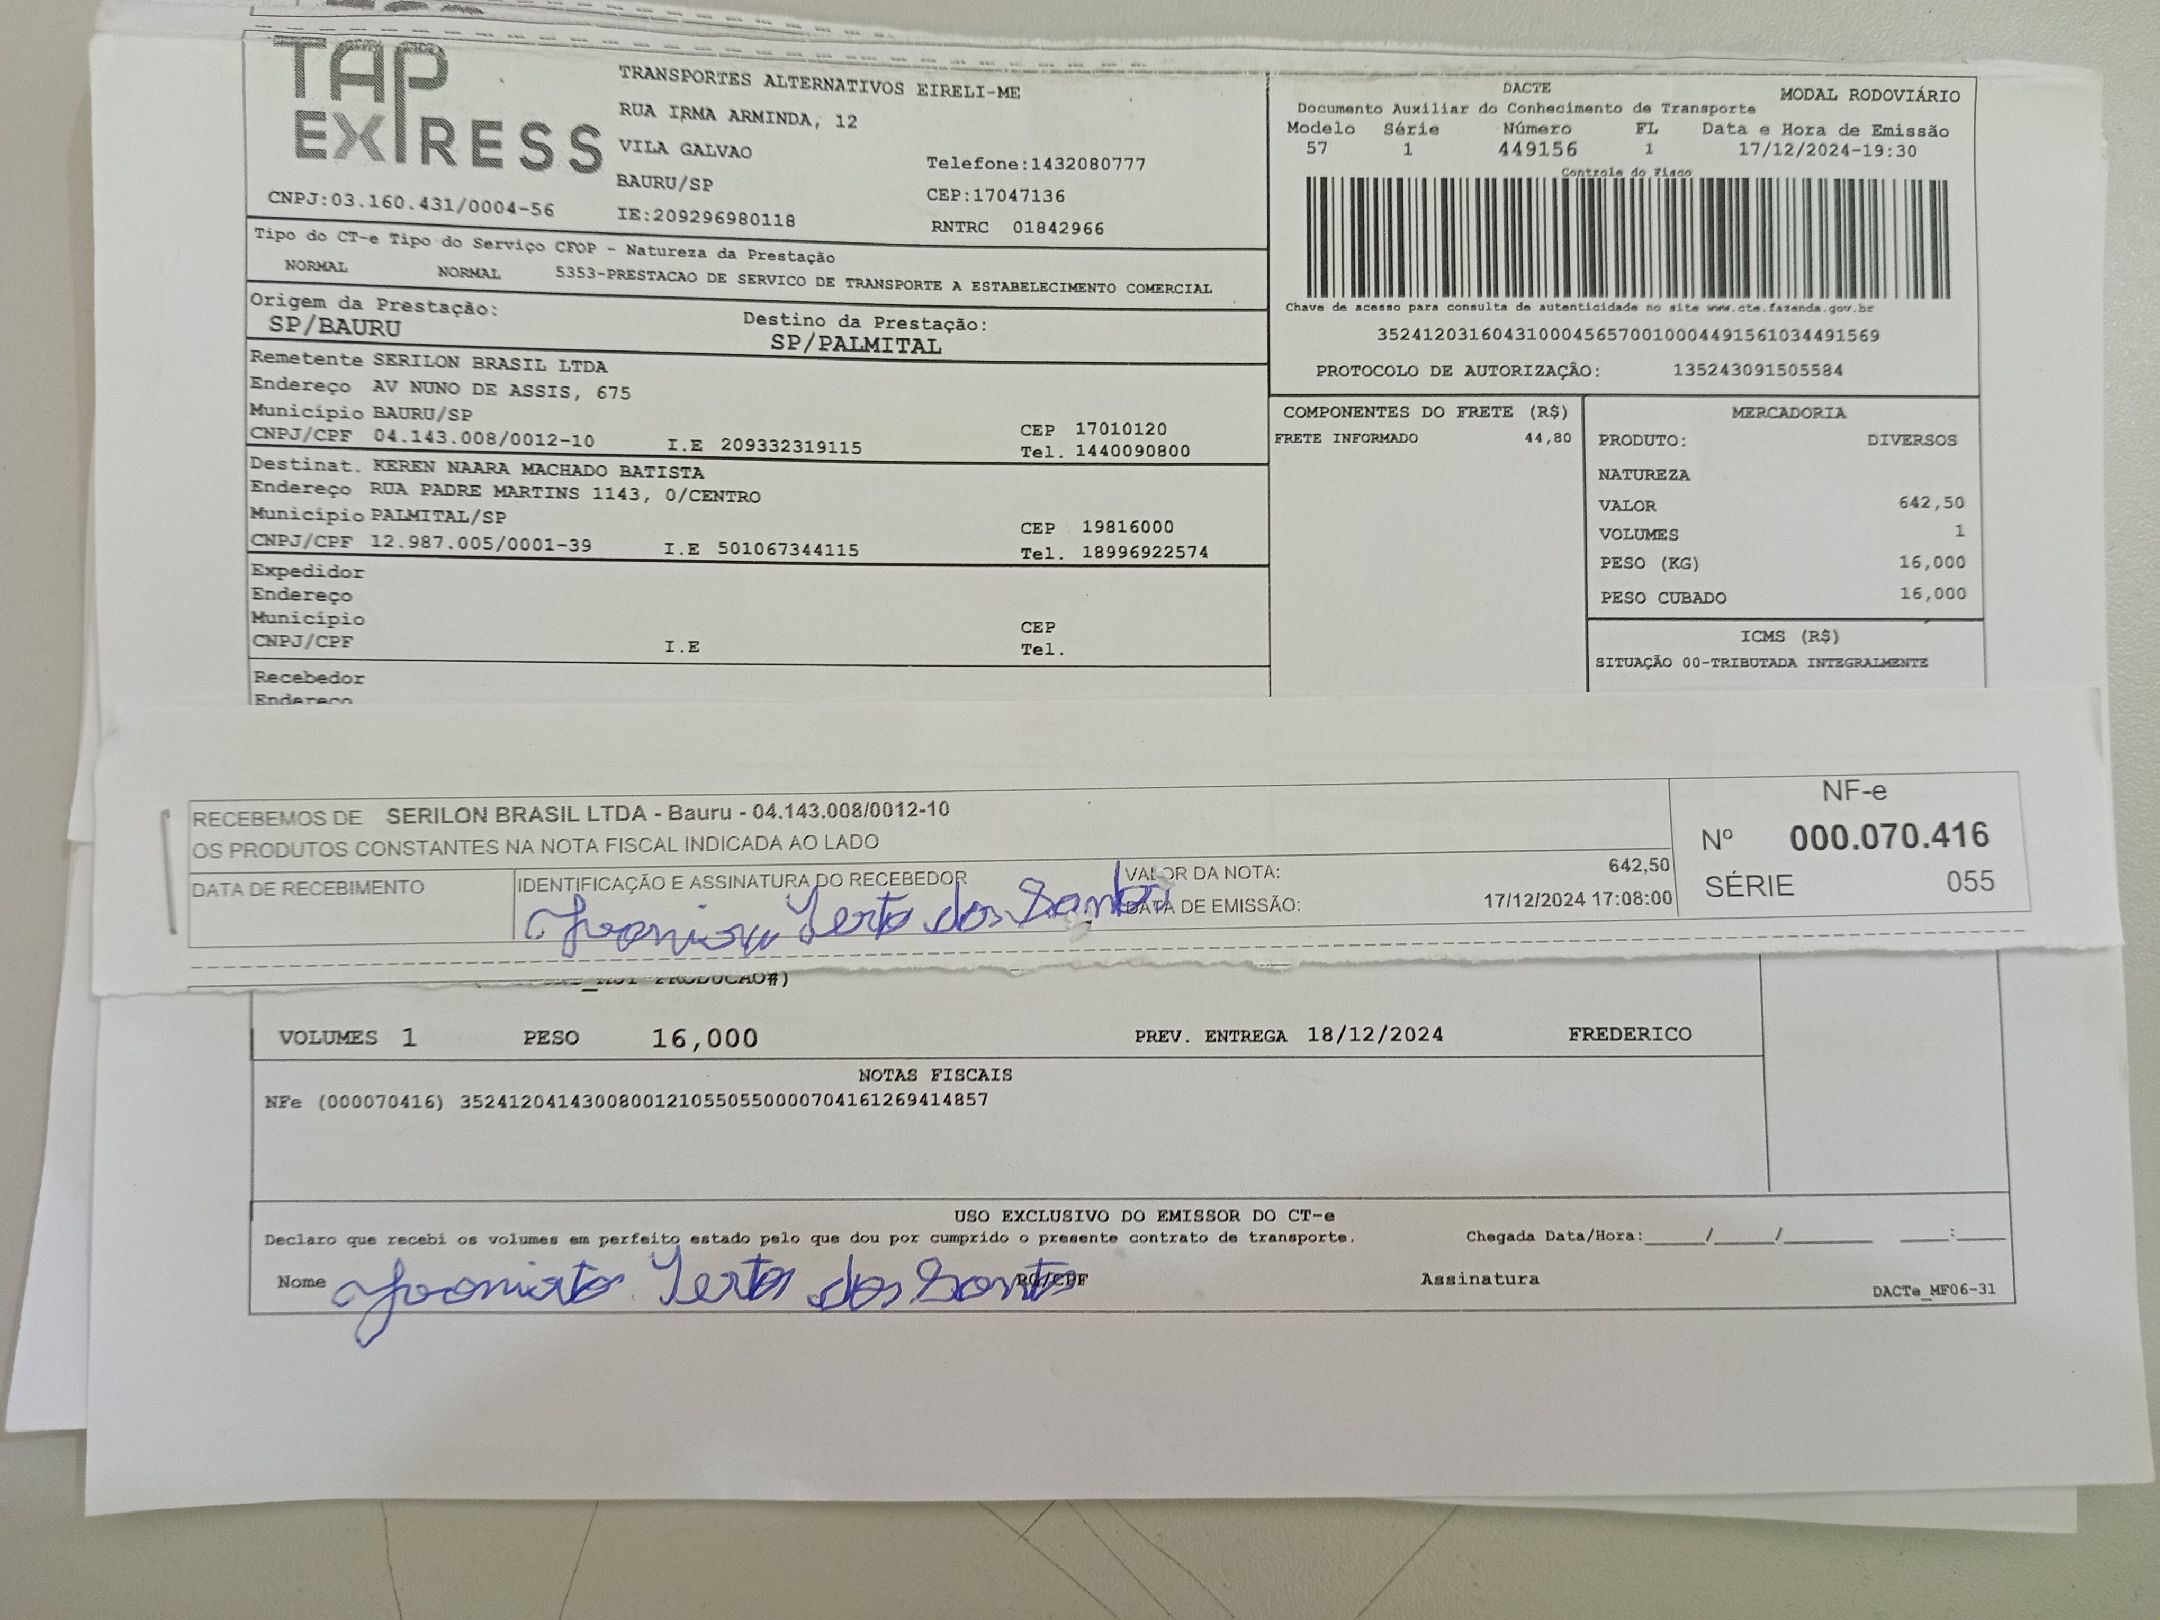 TAP EXPRESS
TRANSPORTES ALTERNATIVOS EIRELI-ME
RUA IRMA ARMINDA, 12
VILA GALVAO
Telefone:1432080777
BAURU/SP
CEP:17047136
CNPJ:03.160.431/0004-56
IE:209296980118
RNTRC 01842966
DACTE
MODAL RODOVIÁRIO
Documento Auxiliar do Conhecimento de Transporte
Modelo Série Número FL Data e Hora de Emissão
57 1 449156 1 17/12/2024-19:30
Controle do Fisco
Chave de acesso para consulta de autenticidade no site www.cte.fazenda.gov.br
35241203160431000456570010004491561034491569
PROTOCOLO DE AUTORIZAÇÃO: 135243091505584
Tipo do CT-e Tipo do Serviço CFOP - Natureza da Prestação
NORMAL NORMAL 5353-PRESTACAO DE SERVICO DE TRANSPORTE A ESTABELECIMENTO COMERCIAL
Origem da Prestação: Destino da Prestação:
SP/BAURU SP/PALMITAL
Remetente SERILON BRASIL LTDA
Endereço AV NUNO DE ASSIS, 675
Município BAURU/SP CEP 17010120
CNPJ/CPF 04.143.008/0012-10 I.E 209332319115 Tel. 1440090800
Destinat. KEREN NAARA MACHADO BATISTA
Endereço RUA PADRE MARTINS 1143, 0/CENTRO
Município PALMITAL/SP CEP 19816000
CNPJ/CPF 12.987.005/0001-39 I.E 501067344115 Tel. 18996922574
Expedidor
Endereço
Município CEP
CNPJ/CPF I.E Tel.
Recebedor
Endereço
COMPONENTES DO FRETE (R$)
FRETE INFORMADO 44,80
MERCADORIA
PRODUTO: DIVERSOS
NATUREZA
VALOR 642,50
VOLUMES 1
PESO (KG) 16,000
PESO CUBADO 16,000
ICMS (R$)
SITUAÇÃO 00-TRIBUTADA INTEGRALMENTE
RECEBEMOS DE SERILON BRASIL LTDA - Bauru - 04.143.008/0012-10
OS PRODUTOS CONSTANTES NA NOTA FISCAL INDICADA AO LADO
DATA DE RECEBIMENTO IDENTIFICAÇÃO E ASSINATURA DO RECEBEDOR VALOR DA NOTA: 642,50
dos Santos DATA DE EMISSÃO: 17/12/2024 17:08:00
NF-e
Nº 000.070.416
SÉRIE 055
PRODUCAO#)
VOLUMES 1 PESO 16,000 PREV. ENTREGA 18/12/2024 FREDERICO
NOTAS FISCAIS
NFe (000070416) 35241204143008001210550550000704161269414857
USO EXCLUSIVO DO EMISSOR DO CT-e
Declaro que recebi os volumes em perfeito estado pelo que dou por cumprido o presente contrato de transporte. Chegada Data/Hora:____/____/______ ___:___
Nome dos Santos RG/CPF Assinatura
DACTe_MF06-31